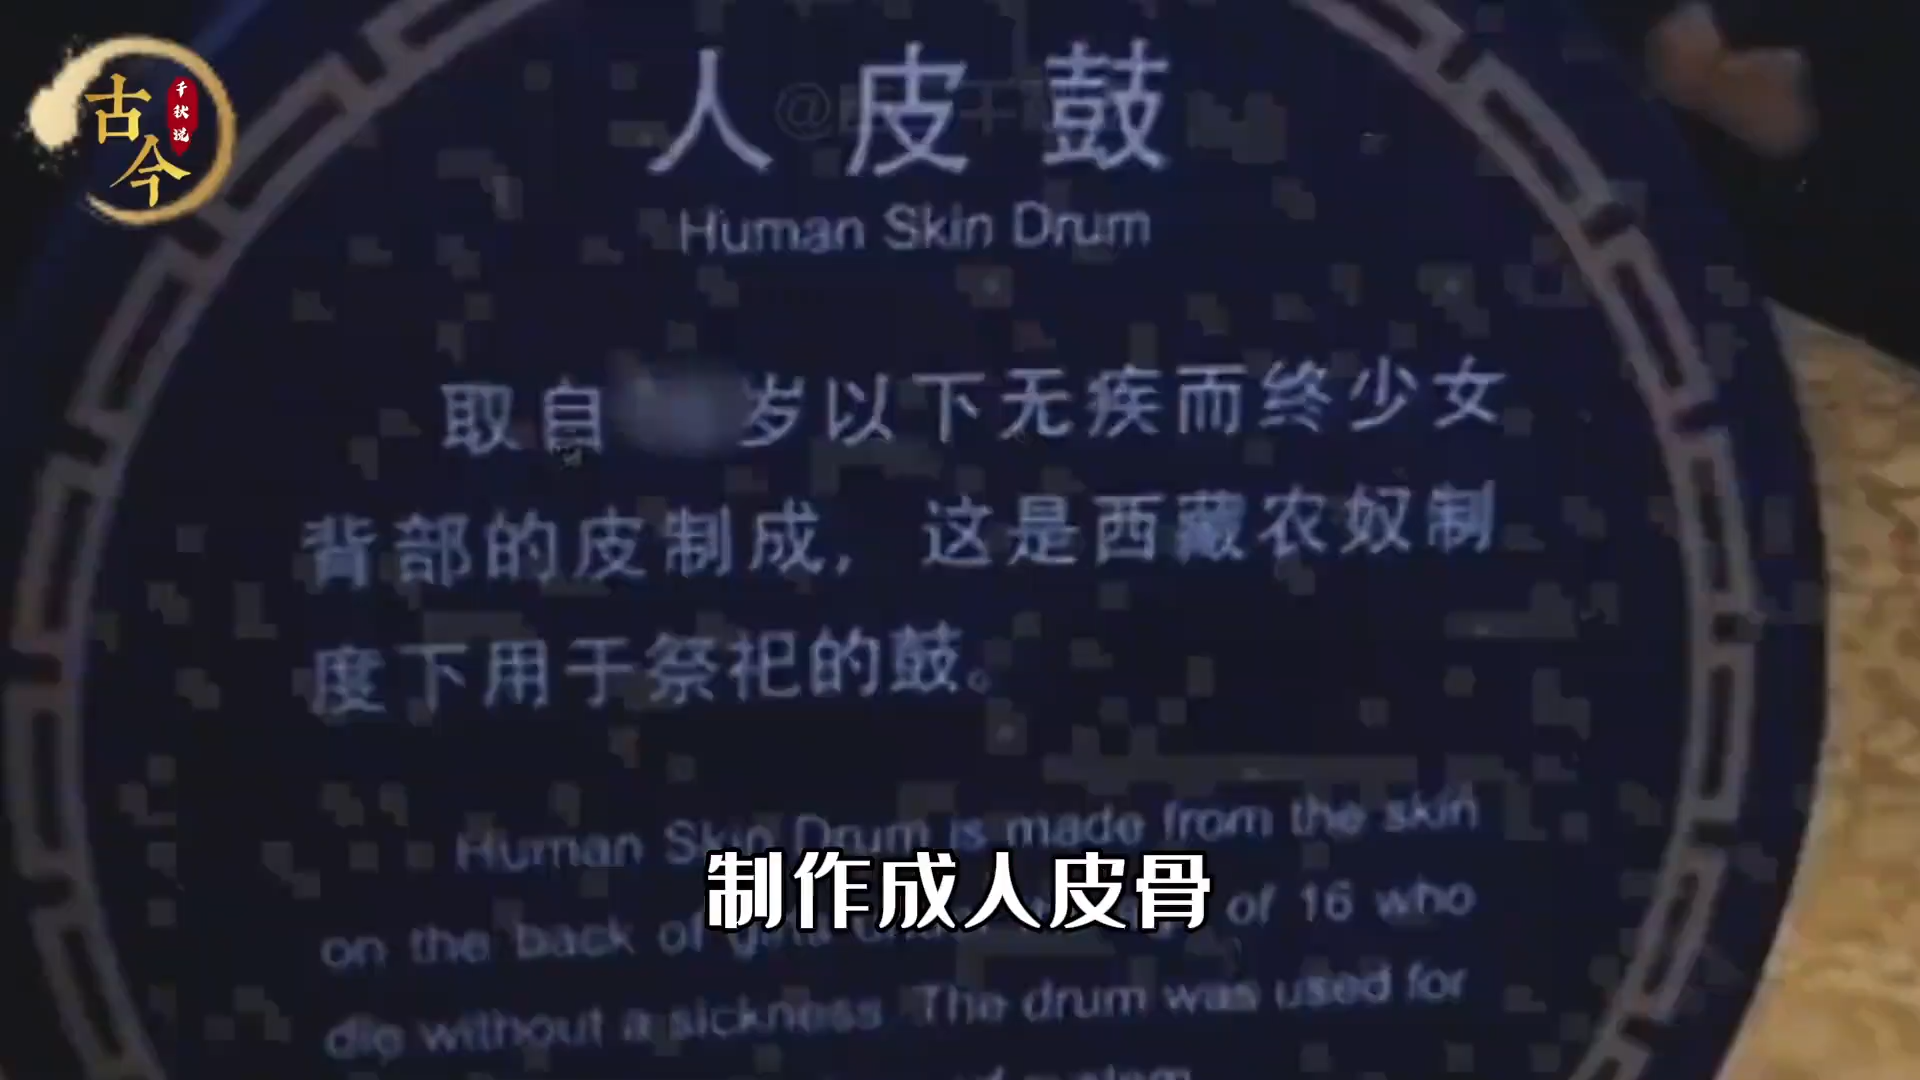 古今
千秋说
人皮鼓
Human Skin Drum
取自 岁以下无疾而终少女
背部的皮制成，这是西藏农奴制
度下用于祭祀的鼓。
Human Skin Drum is made from the skin
on the back of girls of 16 who
die without a sickness. The drum was used for
system
制作成人皮骨